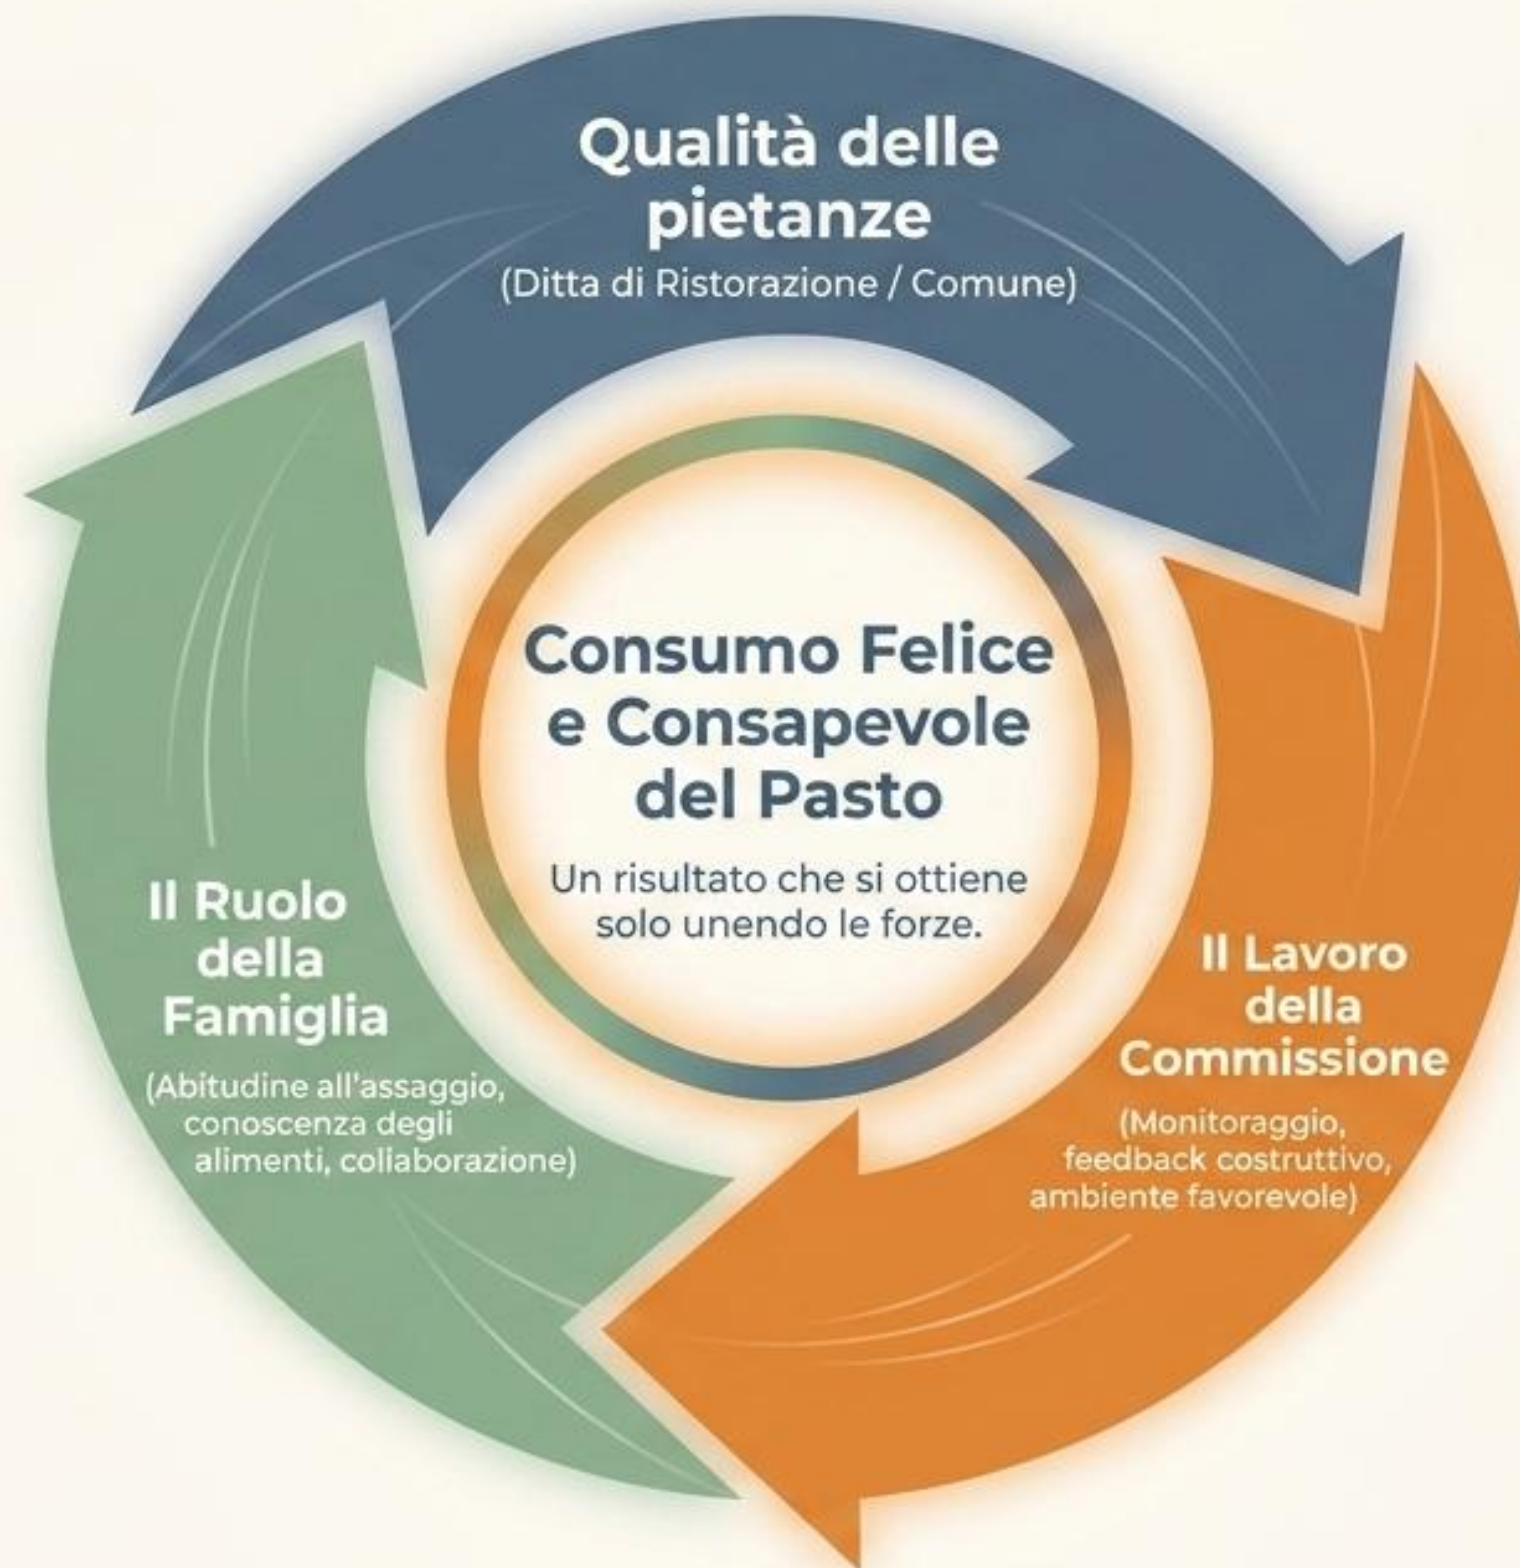 Qualità delle
pietanze
(Ditta di Ristorazione / Comune)
Consumo Felice
e Consapevole
del Pasto
Un risultato che si ottiene
solo unendo le forze.
Il Ruolo
della
Famiglia
(Abitudine all'assaggio,
conoscenza degli
alimenti, collaborazione)
Il Lavoro
della
Commissione
(Monitoraggio,
feedback costruttivo,
ambiente favorevole)